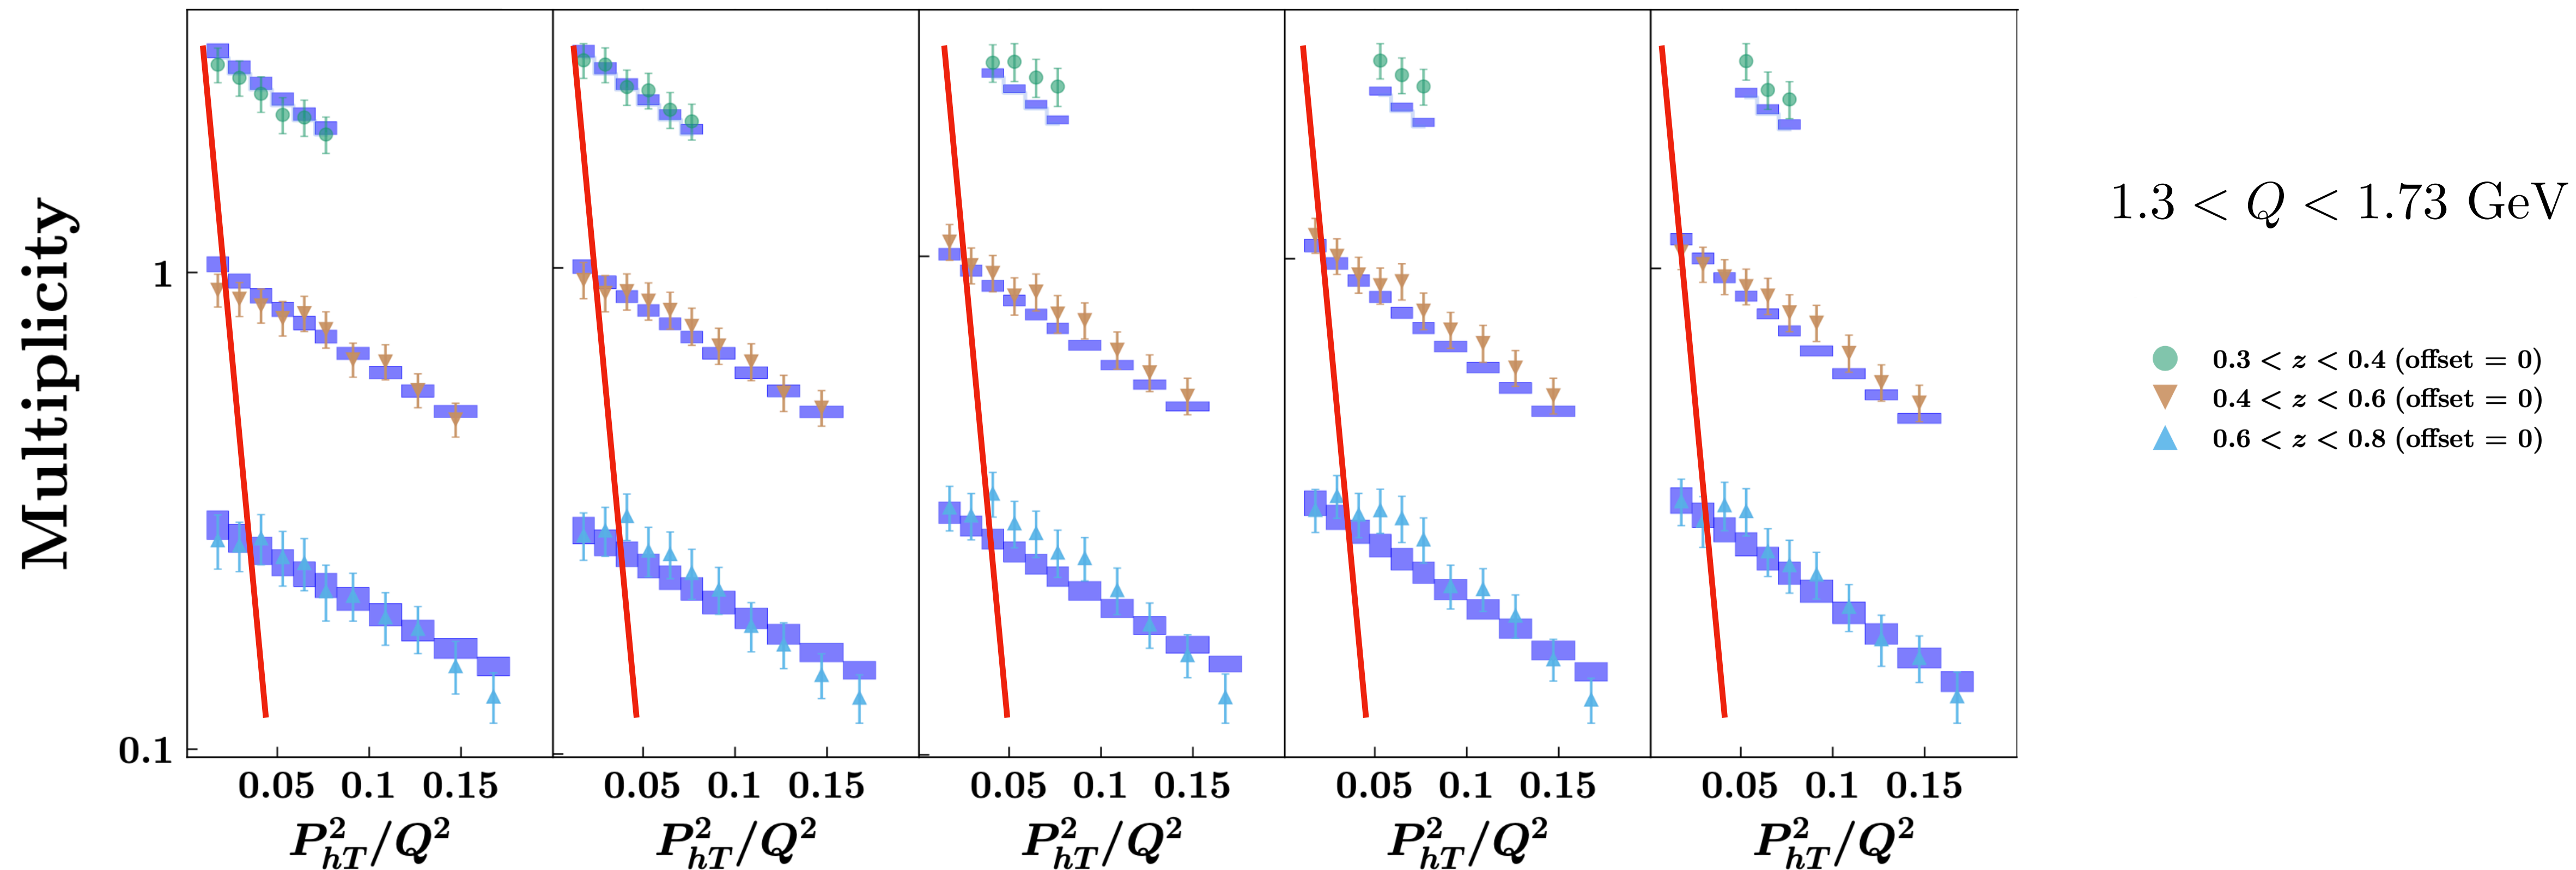 Multiplicity
1
0.1
0.05 0.1 0.15
0.05 0.1 0.15
0.05 0.1 0.15
0.05 0.1 0.15
0.05 0.1 0.15
P²hT/Q²
P²hT/Q²
P²hT/Q²
P²hT/Q²
P²hT/Q²
1.3 < Q < 1.73 GeV
0.3 < z < 0.4 (offset = 0)
0.4 < z < 0.6 (offset = 0)
0.6 < z < 0.8 (offset = 0)